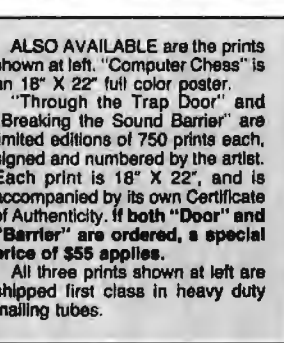 ALSO AVAILABLE are the prints
shown at left. "Computer Chess" is
an 18" X 22" full color poster.
"Through the Trap Door" and
"Breaking the Sound Barrier" are
limited editions of 750 prints each,
signed and numbered by the artist.
Each print is 18" X 22", and is
accompanied by its own Certificate
of Authenticity. If both "Door" and
"Barrier" are ordered, a special
price of $55 applies.
All three prints shown at left are
shipped first class in heavy duty
mailing tubes.